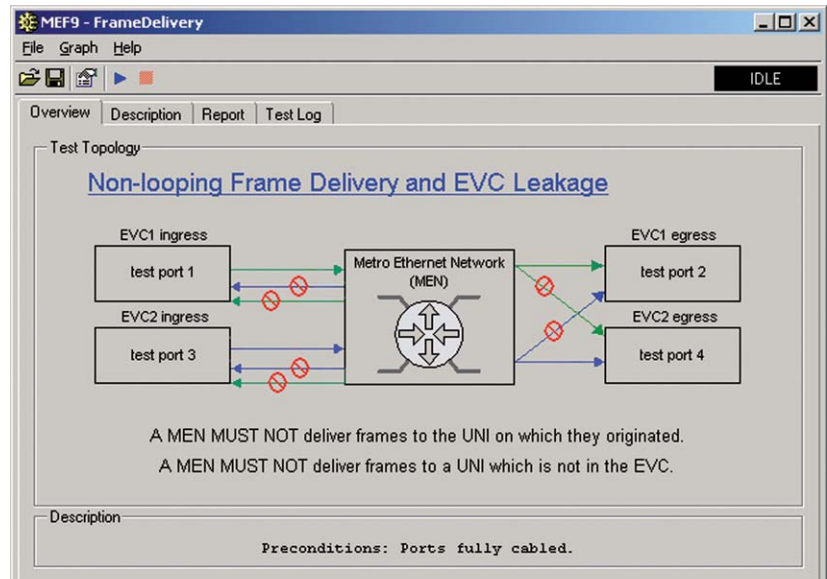 MEF9 - FrameDelivery
File Graph Help
IDLE
Overview Description Report Test Log
Test Topology
Non-looping Frame Delivery and EVC Leakage
EVC1 ingress
test port 1
EVC2 ingress
test port 3
Metro Ethernet Network
(MEN)
EVC1 egress
test port 2
EVC2 egress
test port 4
A MEN MUST NOT deliver frames to the UNI on which they originated.
A MEN MUST NOT deliver frames to a UNI which is not in the EVC.
Description
Preconditions: Ports fully cabled.